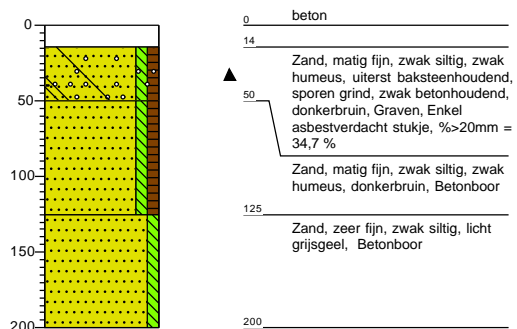 0
50
100
150
200
0
beton
14
Zand, matig fijn, zwak siltig, zwak
humeus, uiterst baksteenhoudend,
sporen grind, zwak betonhoudend,
donkerbruin, Graven, Enkel
asbestverdacht stukje, %>20mm =
34,7 %
50
Zand, matig fijn, zwak siltig, zwak
humeus, donkerbruin, Betonboor
125
Zand, zeer fijn, zwak siltig, licht
grijsgeel, Betonboor
200